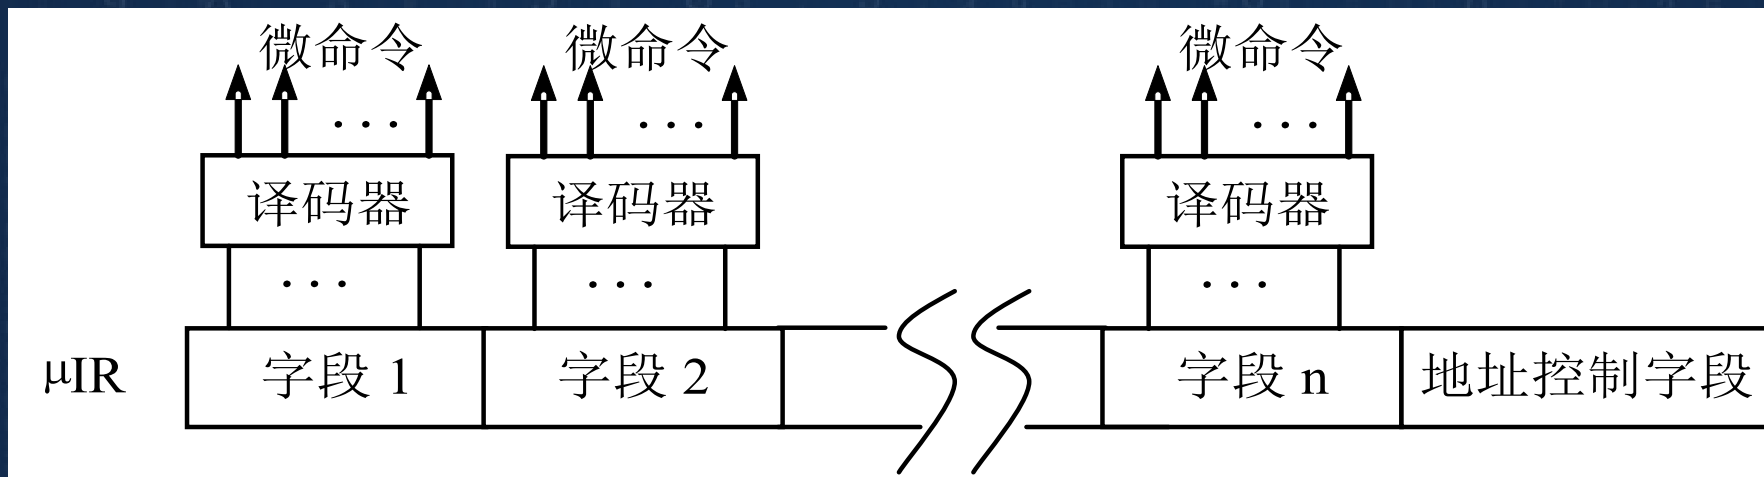 微命令 微命令 微命令
... ... ...
译码器 译码器 译码器
... ... ...
μIR 字段 1 字段 2 字段 n 地址控制字段